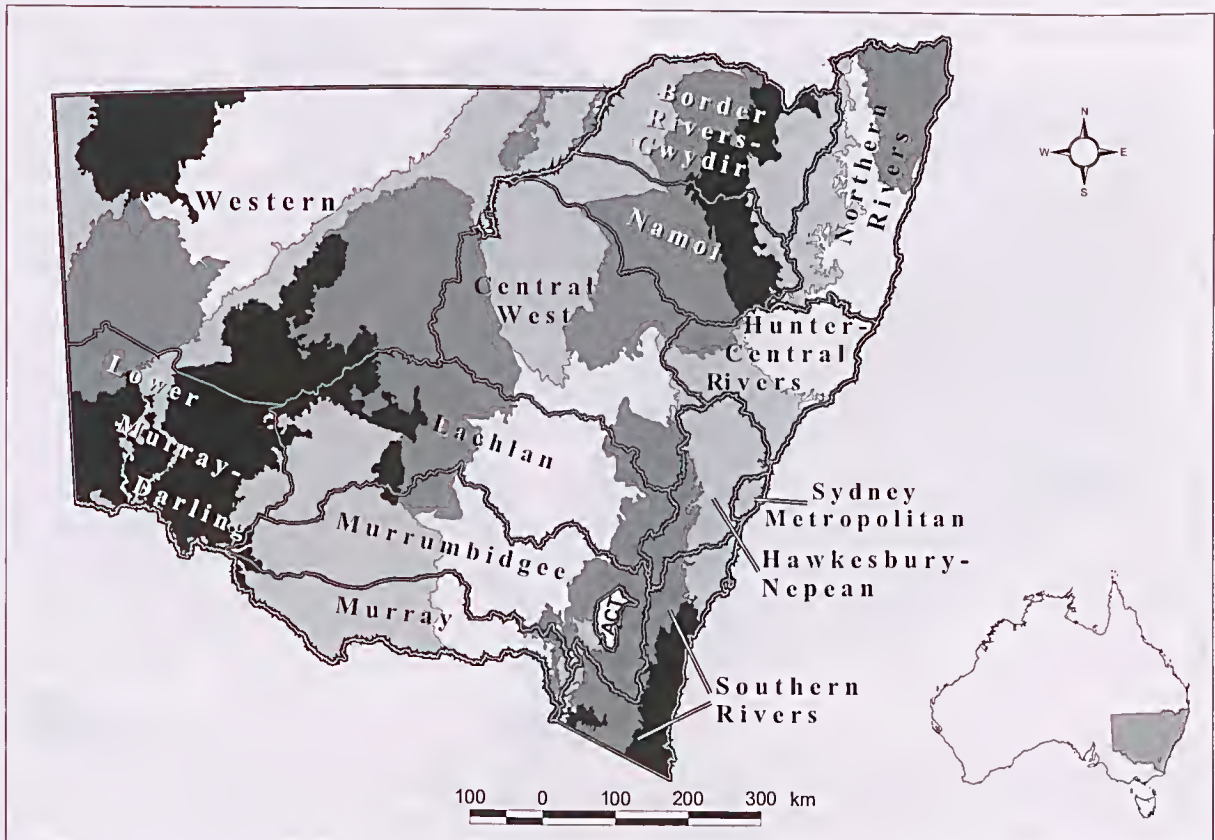 Border
Rivers-
Gwydir
Northern
Rivers
N
W E
S
Western
Namoi
Central
West
Hunter-
Central
Rivers
Lower
Murray-
Darling
Lachlan
Sydney
Metropolitan
Murrumbidgee
Hawkesbury-
Nepean
Murray
ACT
Southern
Rivers
100 0 100 200 300 km